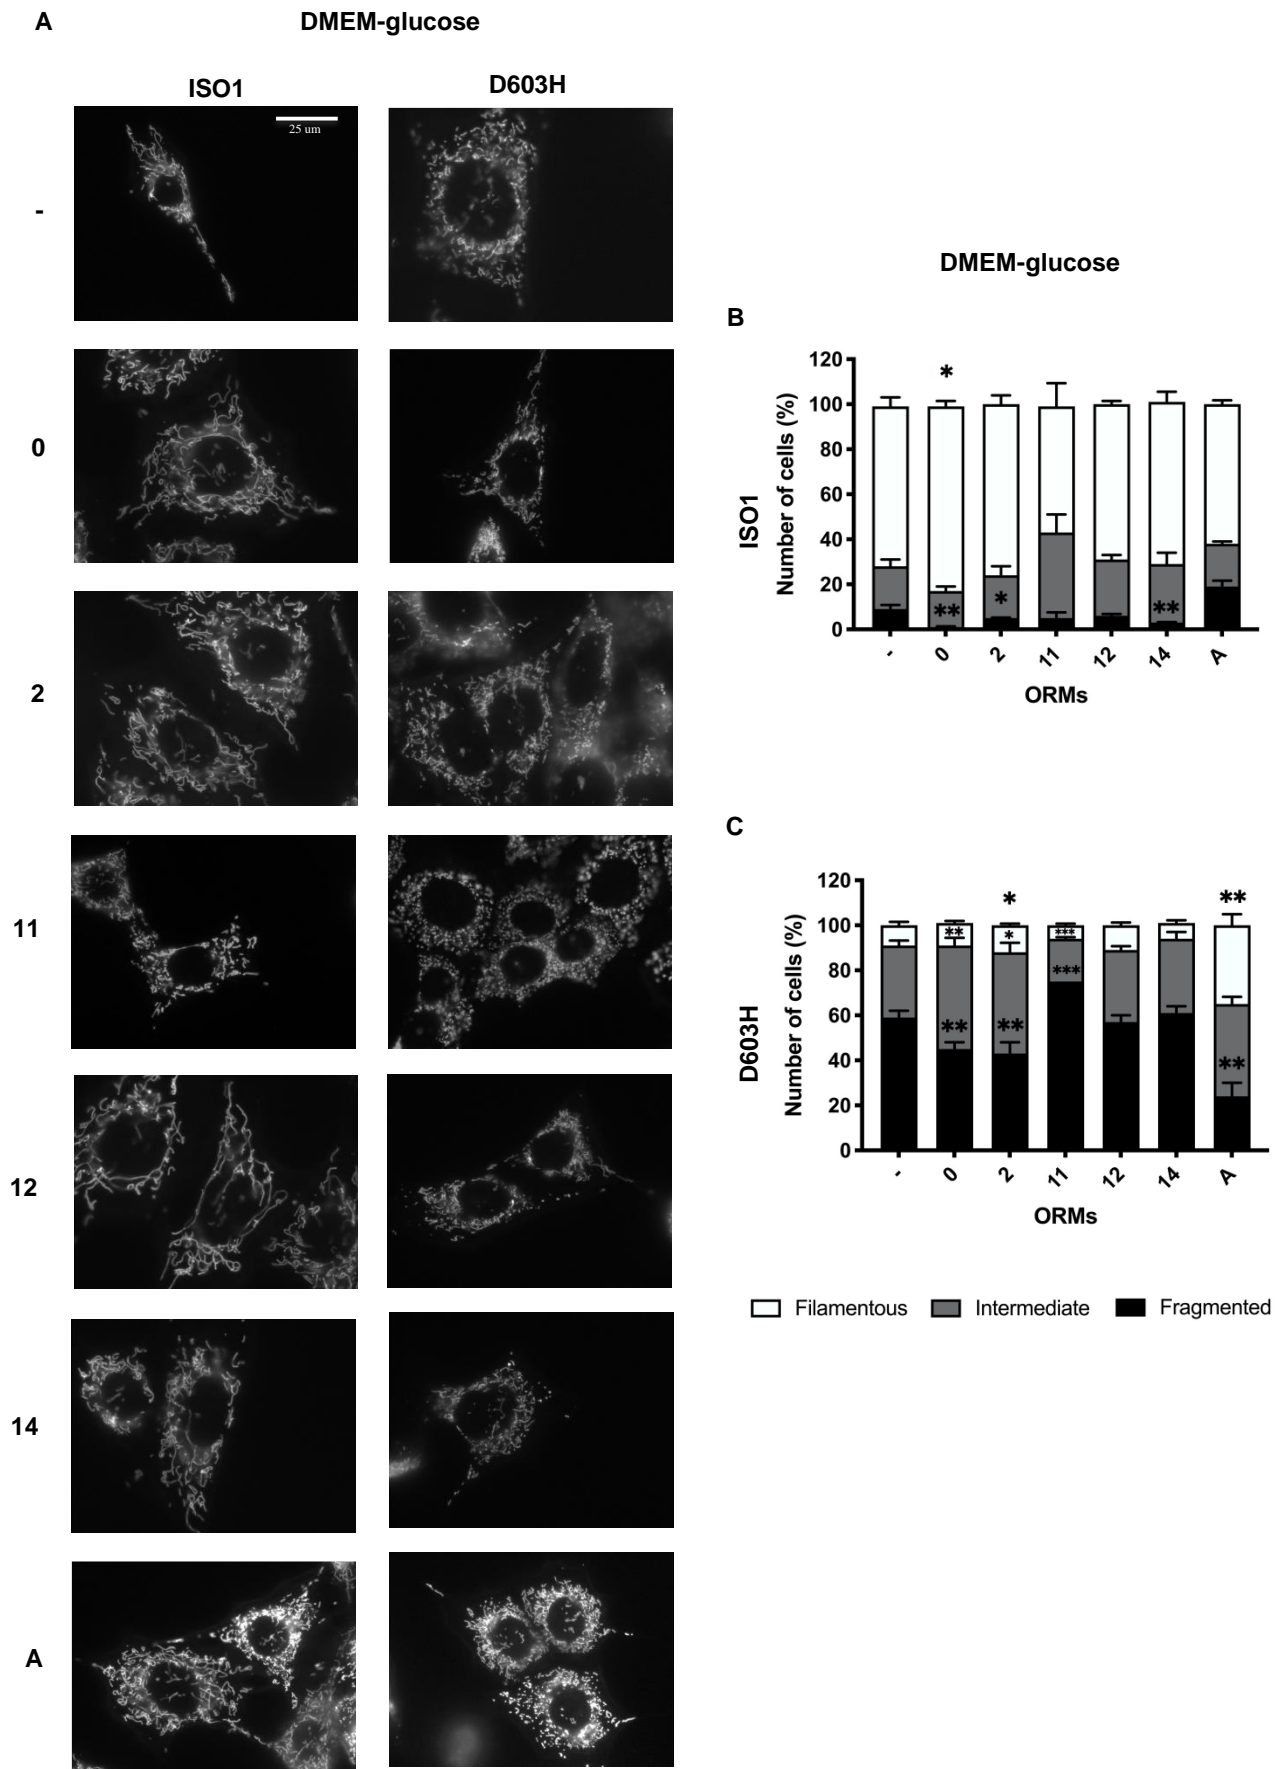 A
DMEM-glucose
ISO1
D603H
25 um
-
0
2
11
12
14
A
DMEM-glucose
B
ISO1
Number of cells (%)
120
100
80
60
40
20
0
*
**
*
**
-
0
2
11
12
14
A
ORMs
C
D603H
Number of cells (%)
120
100
80
60
40
20
0
*
**
**
*
***
***
**
**
**
-
0
2
11
12
14
A
ORMs
Filamentous
Intermediate
Fragmented